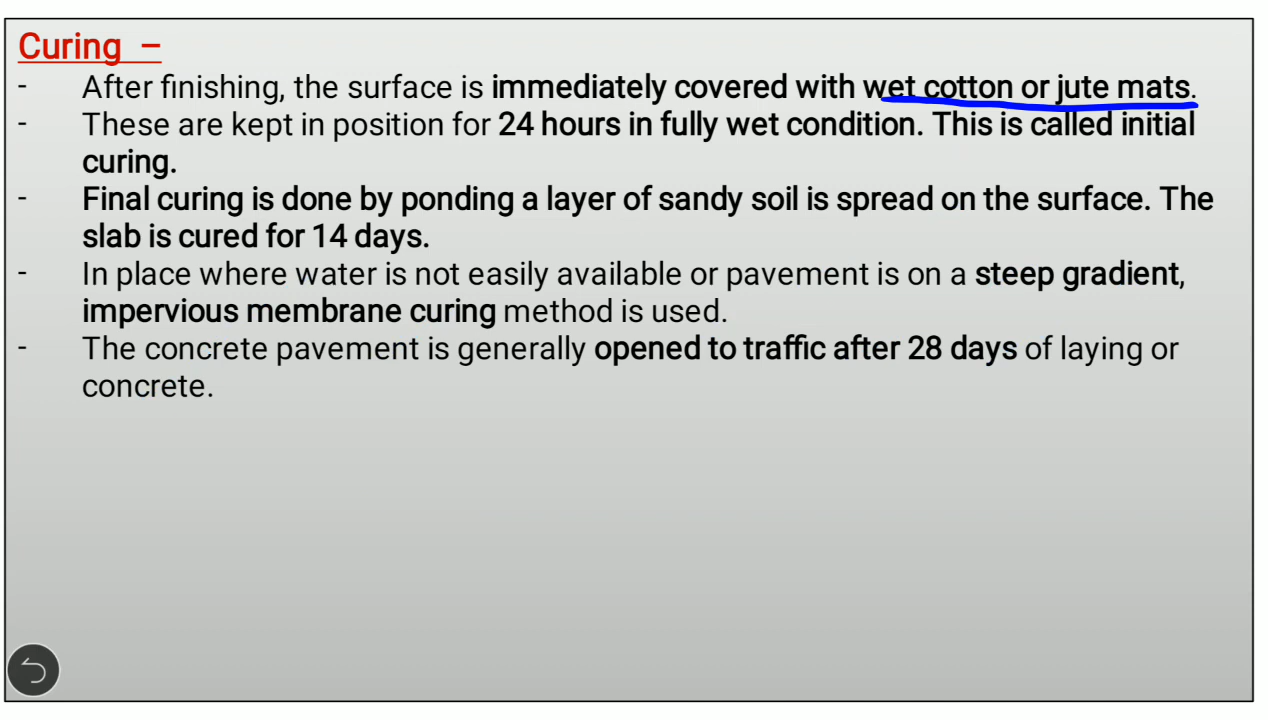 Curing –
- After finishing, the surface is immediately covered with wet cotton or jute mats.
- These are kept in position for 24 hours in fully wet condition. This is called initial
curing.
- Final curing is done by ponding a layer of sandy soil is spread on the surface. The
slab is cured for 14 days.
- In place where water is not easily available or pavement is on a steep gradient,
impervious membrane curing method is used.
- The concrete pavement is generally opened to traffic after 28 days of laying or
concrete.